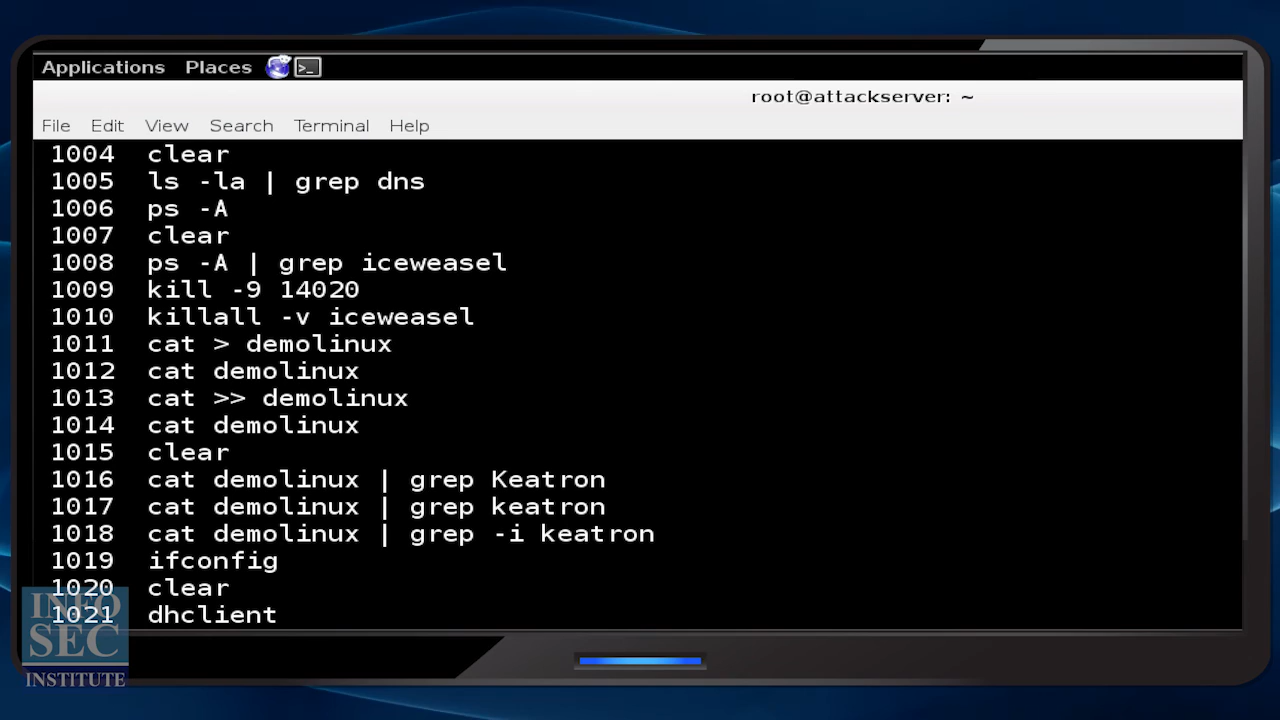 Applications Places
root@attackserver: ~
File Edit View Search Terminal Help
1004 clear
1005 ls -la | grep dns
1006 ps -A
1007 clear
1008 ps -A | grep iceweasel
1009 kill -9 14020
1010 killall -v iceweasel
1011 cat > demolinux
1012 cat demolinux
1013 cat >> demolinux
1014 cat demolinux
1015 clear
1016 cat demolinux | grep Keatron
1017 cat demolinux | grep keatron
1018 cat demolinux | grep -i keatron
1019 ifconfig
1020 clear
1021 dhclient
INFO
SEC
INSTITUTE